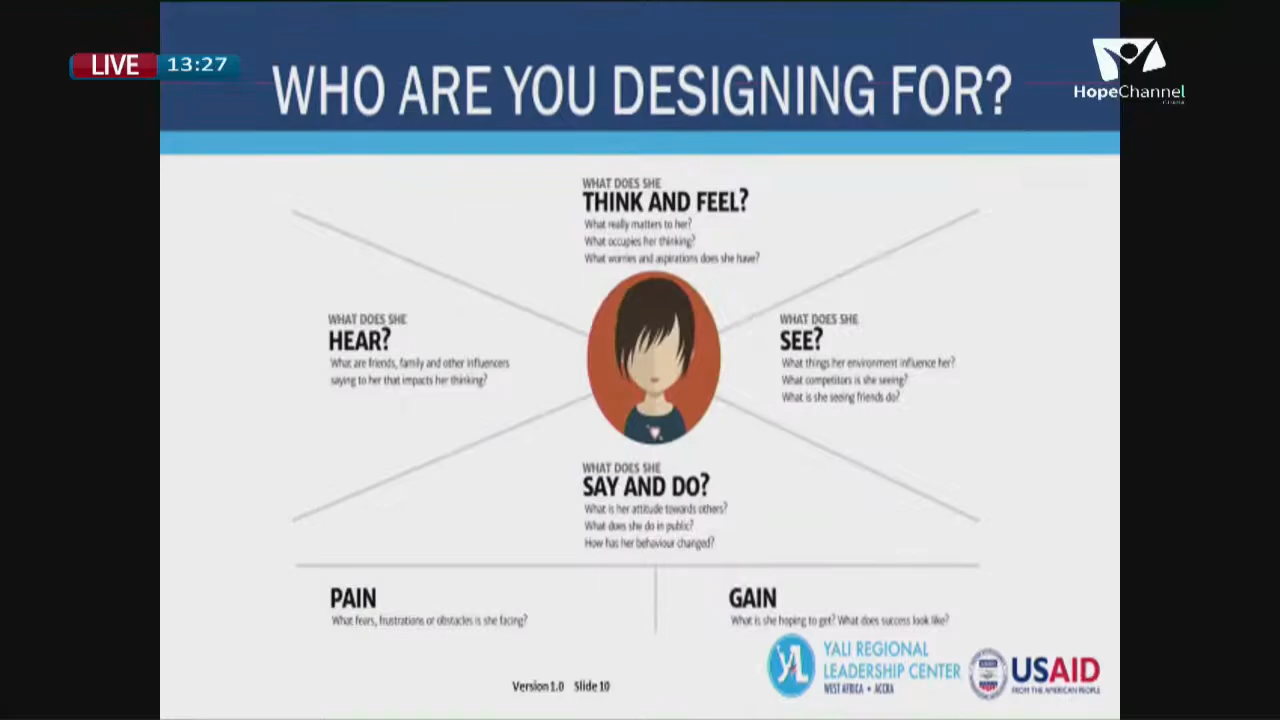 LIVE 13:27
HopeChannel
GHANA
WHO ARE YOU DESIGNING FOR?
WHAT DOES SHE
THINK AND FEEL?
What really matters to her?
What occupies her thinking?
What worries and aspirations does she have?
WHAT DOES SHE
HEAR?
What are friends, family and other influencers
saying to her that impacts her thinking?
WHAT DOES SHE
SEE?
What things her environment influence her?
What competitors is she seeing?
What is she seeing friends do?
WHAT DOES SHE
SAY AND DO?
What is her attitude towards others?
What does she do in public?
How has her behaviour changed?
PAIN
What fears, frustrations or obstacles is she facing?
GAIN
What is she hoping to get? What does success look like?
Version 1.0 Slide 10
YALI REGIONAL
LEADERSHIP CENTER
WEST AFRICA • ACCRA
USAID
FROM THE AMERICAN PEOPLE